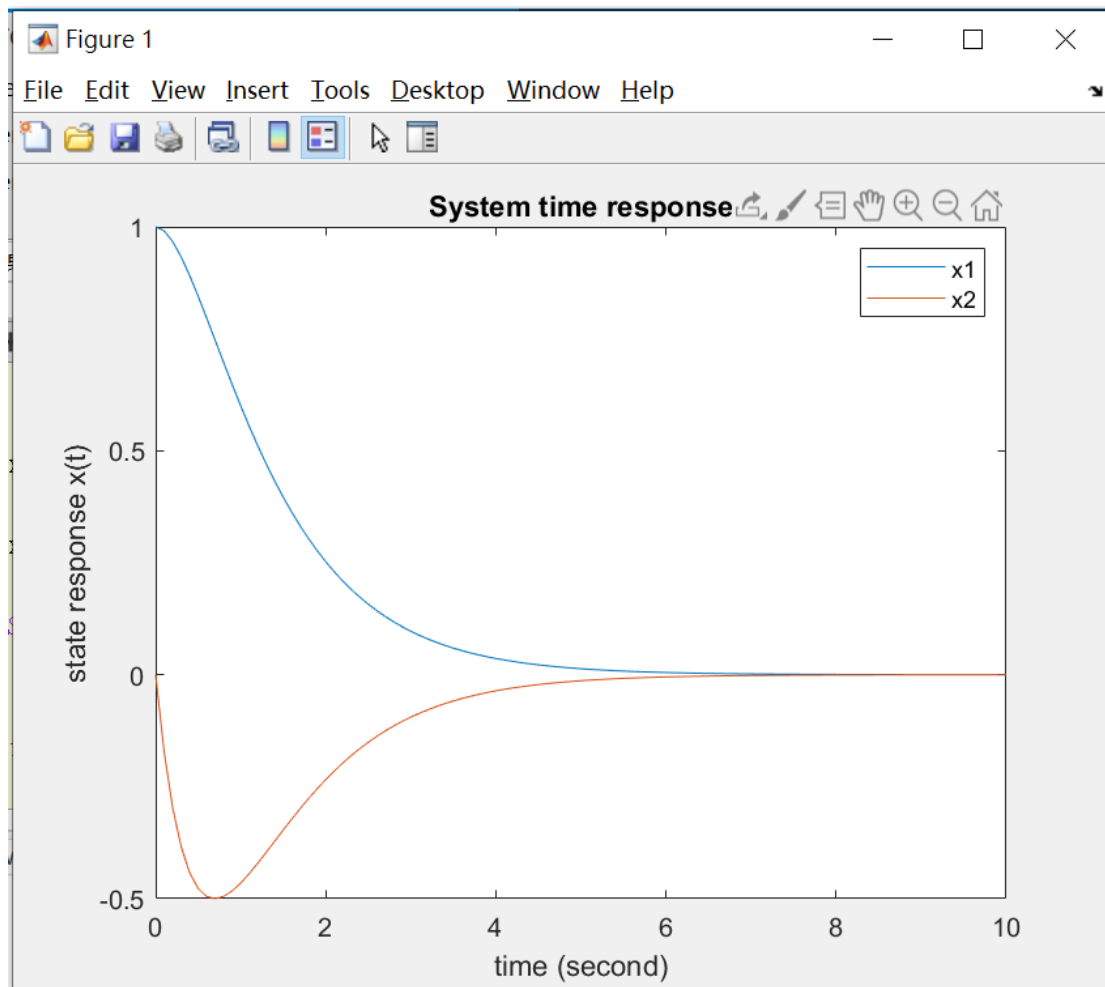 Figure 1
File Edit View Insert Tools Desktop Window Help
System time response
1
x1
x2
0.5
state response x(t)
0
-0.5
0 2 4 6 8 10
time (second)